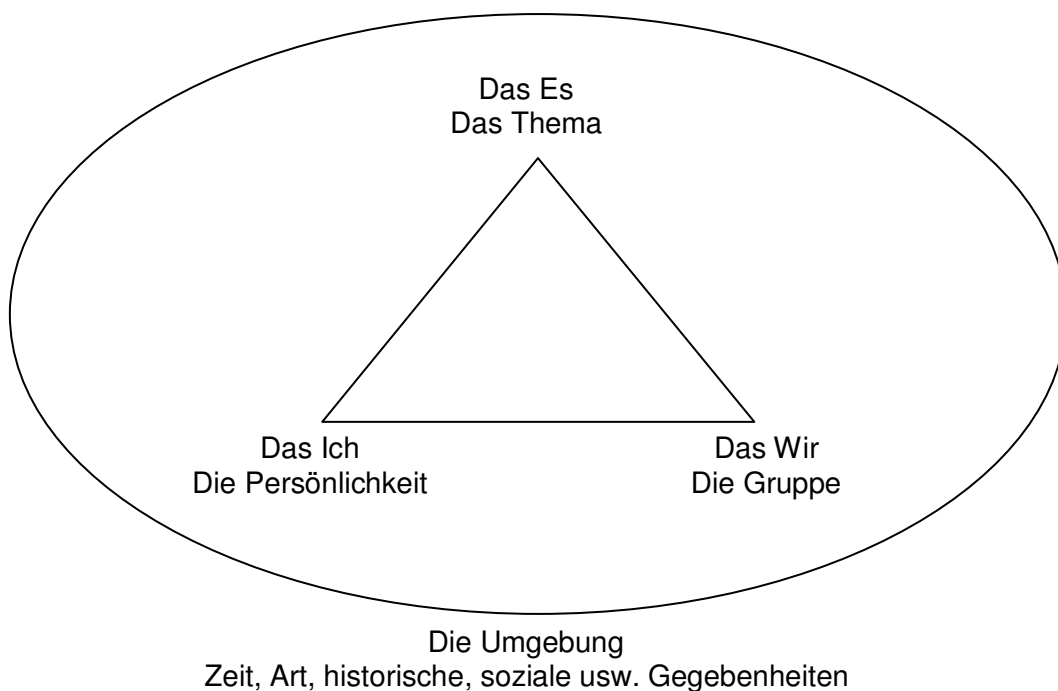 Das Es
Das Thema
Das Ich
Die Persönlichkeit
Das Wir
Die Gruppe
Die Umgebung
Zeit, Art, historische, soziale usw. Gegebenheiten